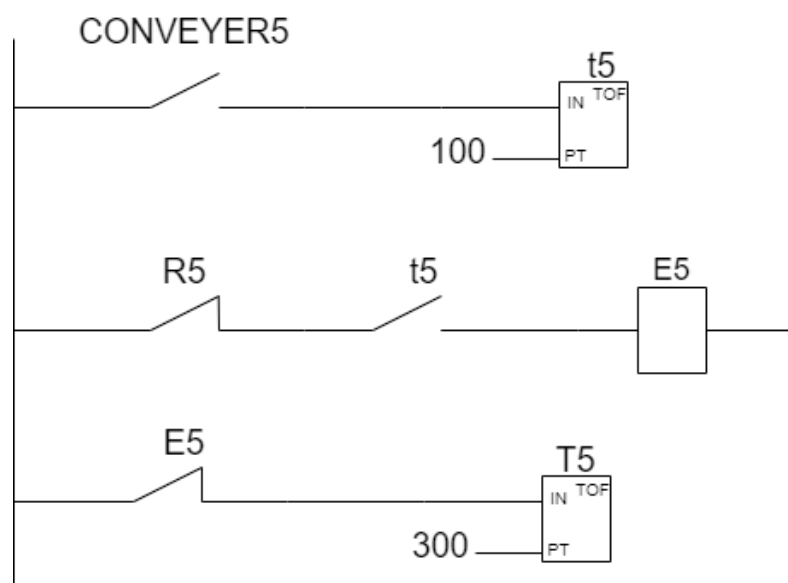 CONVEYER5
t5
IN TOF
100 PT
R5 t5 E5
E5
T5
IN TOF
300 PT